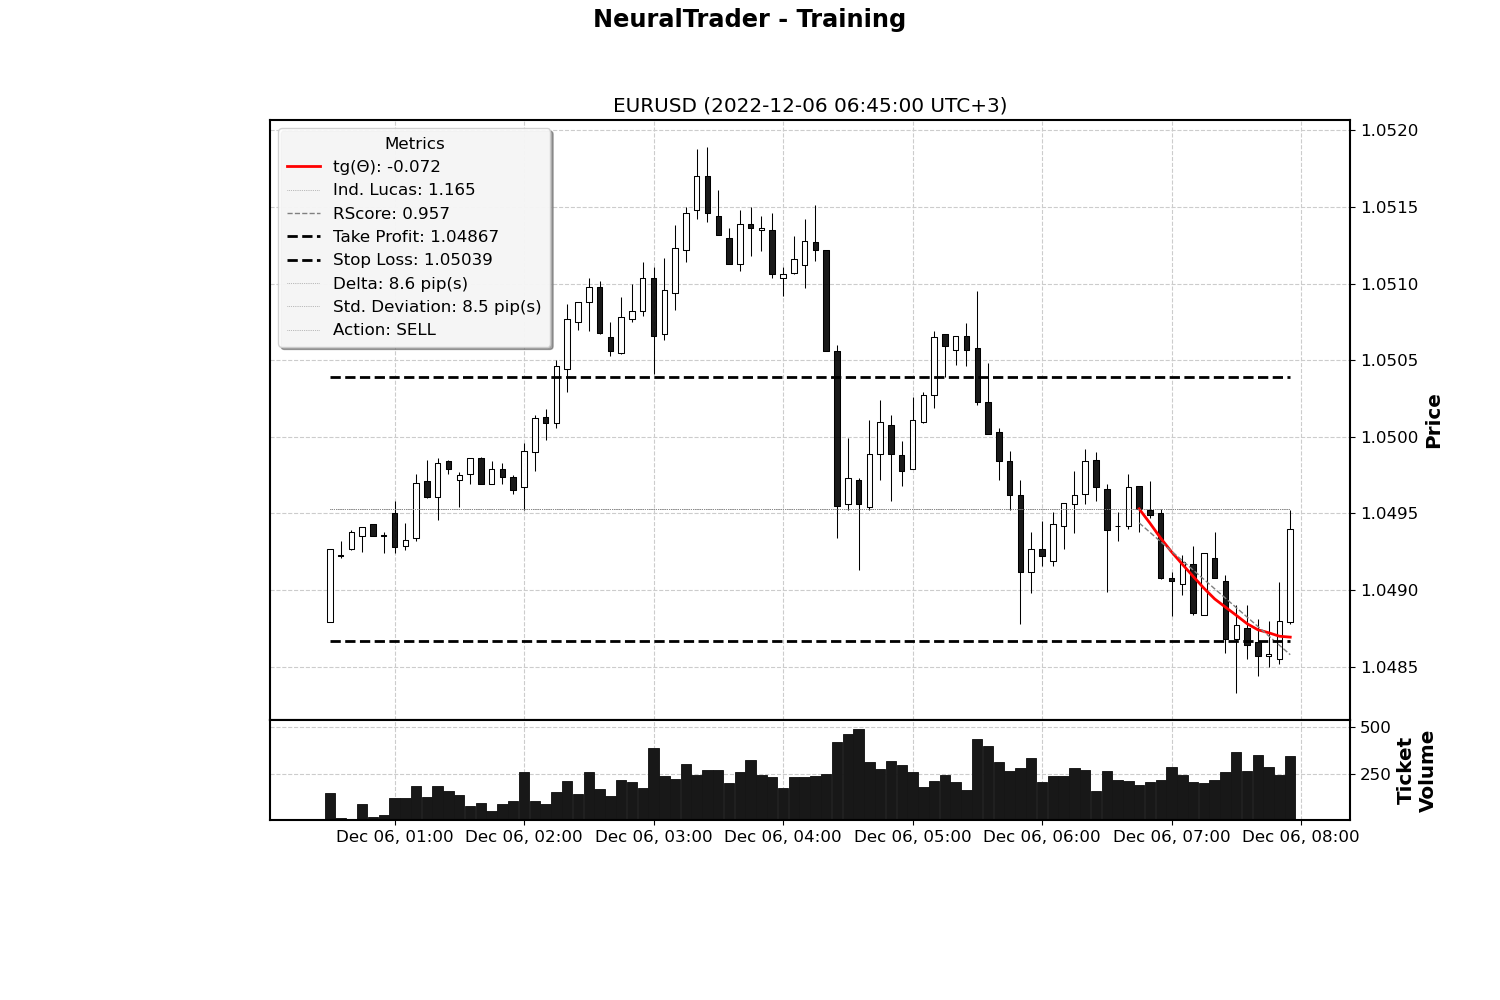 NeuralTrader - Training
EURUSD (2022-12-06 06:45:00 UTC+3)
Metrics
tg(Θ): -0.072
Ind. Lucas: 1.165
RScore: 0.957
Take Profit: 1.04867
Stop Loss: 1.05039
Delta: 8.6 pip(s)
Std. Deviation: 8.5 pip(s)
Action: SELL
1.0520
1.0515
1.0510
1.0505
1.0500
1.0495
1.0490
1.0485
Price
500
250
Ticket
Volume
Dec 06, 01:00
Dec 06, 02:00
Dec 06, 03:00
Dec 06, 04:00
Dec 06, 05:00
Dec 06, 06:00
Dec 06, 07:00
Dec 06, 08:00